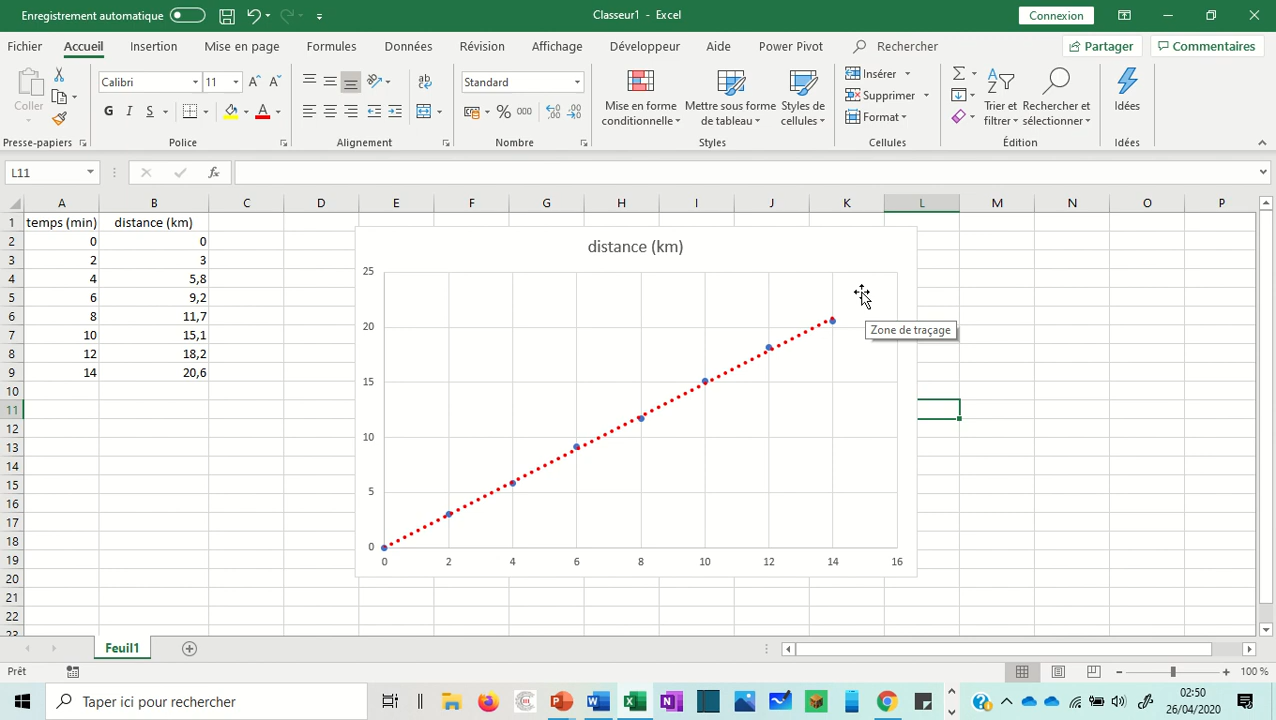 Enregistrement automatique
Classeur1 - Excel
Connexion
Fichier Accueil Insertion Mise en page Formules Données Révision Affichage Développeur Aide Power Pivot Rechercher Partager Commentaires
Coller
Calibri 11
G I S
Standard
% 000
Mise en forme conditionnelle
Mettre sous forme de tableau
Styles de cellules
Insérer
Supprimer
Format
Trier et filtrer
Rechercher et sélectionner
Idées
Presse-papiers Police Alignement Nombre Styles Cellules Édition Idées
L11 fx
A B C D E F G H I J K L M N O P
1 temps (min) distance (km)
2 0 0
3 2 3
4 4 5,8
5 6 9,2
6 8 11,7
7 10 15,1
8 12 18,2
9 14 20,6
10
11
12
13
14
15
16
17
18
19
20
21
22
23
distance (km)
25
20
15
10
5
0
0 2 4 6 8 10 12 14 16
Zone de traçage
Feuil1
Prêt
100 %
Taper ici pour rechercher
02:50
26/04/2020